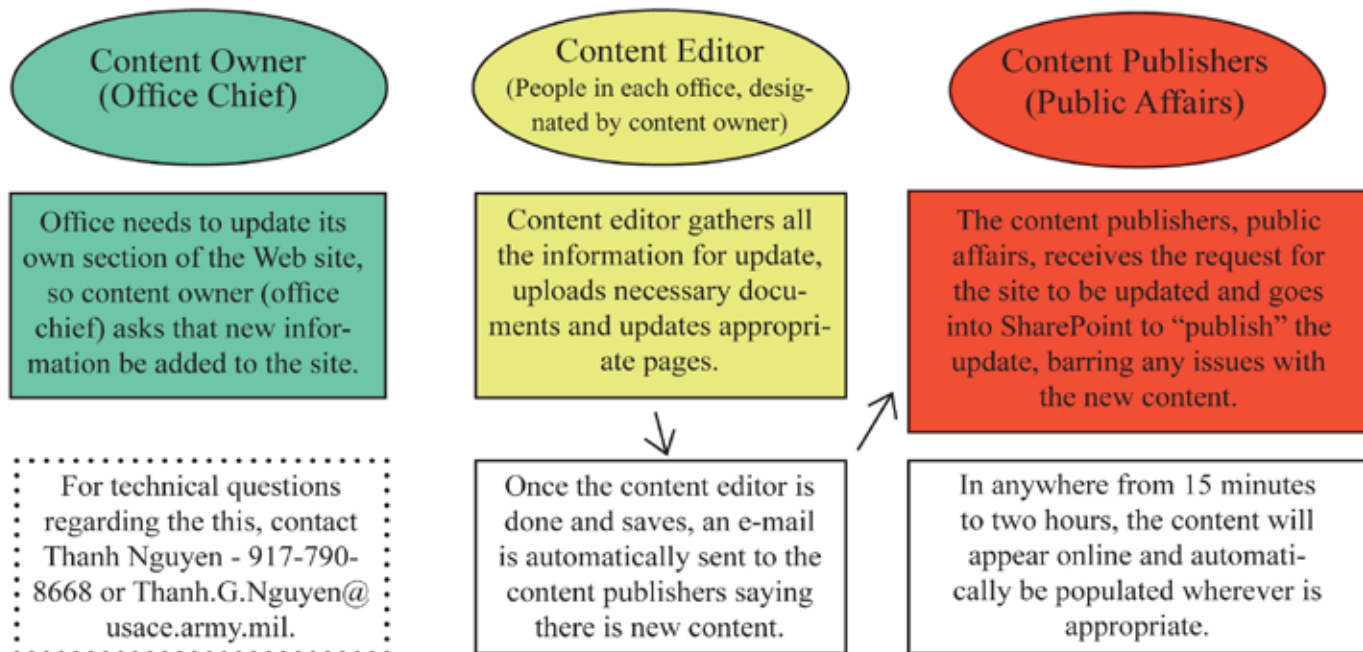 Content Owner
(Office Chief)
Office needs to update its
own section of the Web site,
so content owner (office
chief) asks that new infor-
mation be added to the site.
For technical questions
regarding the this, contact
Thanh Nguyen - 917-790-
8668 or Thanh.G.Nguyen@
usace.army.mil.
Content Editor
(People in each office, desig-
nated by content owner)
Content editor gathers all
the information for update,
uploads necessary docu-
ments and updates appropri-
ate pages.
Once the content editor is
done and saves, an e-mail
is automatically sent to the
content publishers saying
there is new content.
Content Publishers
(Public Affairs)
The content publishers, public
affairs, receives the request for
the site to be updated and goes
into SharePoint to “publish” the
update, barring any issues with
the new content.
In anywhere from 15 minutes
to two hours, the content will
appear online and automati-
cally be populated wherever is
appropriate.